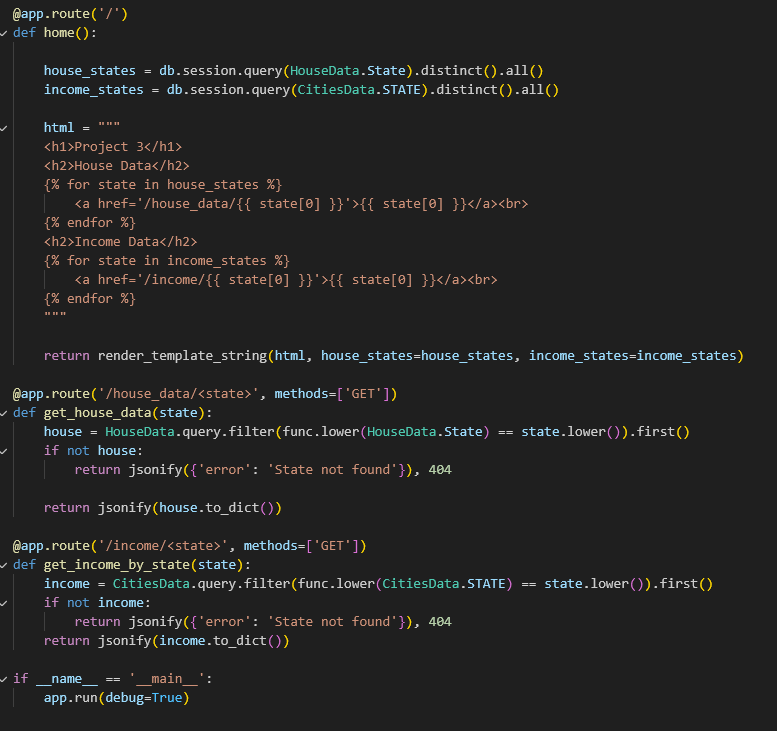 @app.route('/')
def home():
    house_states = db.session.query(HouseData.State).distinct().all()
    income_states = db.session.query(CitiesData.STATE).distinct().all()
    html = """
    <h1>Project 3</h1>
    <h2>House Data</h2>
    {% for state in house_states %}
        <a href='/house_data/{{ state[0] }}'>{{ state[0] }}</a><br>
    {% endfor %}
    <h2>Income Data</h2>
    {% for state in income_states %}
        <a href='/income/{{ state[0] }}'>{{ state[0] }}</a><br>
    {% endfor %}
    """
    return render_template_string(html, house_states=house_states, income_states=income_states)
@app.route('/house_data/<state>', methods=['GET'])
def get_house_data(state):
    house = HouseData.query.filter(func.lower(HouseData.State) == state.lower()).first()
    if not house:
        return jsonify({'error': 'State not found'}), 404
    return jsonify(house.to_dict())
@app.route('/income/<state>', methods=['GET'])
def get_income_by_state(state):
    income = CitiesData.query.filter(func.lower(CitiesData.STATE) == state.lower()).first()
    if not income:
        return jsonify({'error': 'State not found'}), 404
    return jsonify(income.to_dict())
if __name__ == '__main__':
    app.run(debug=True)